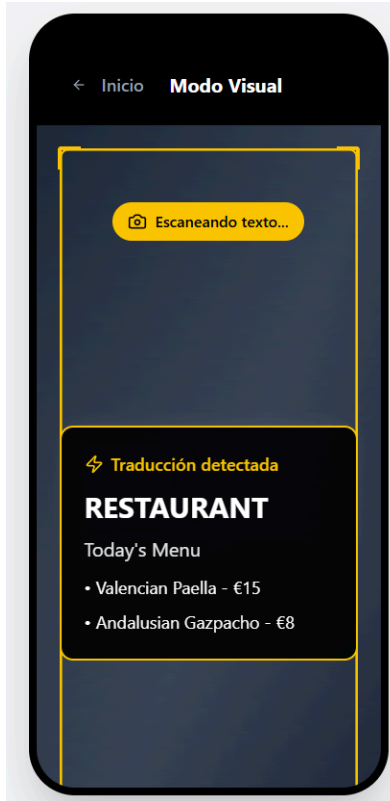 ← Inicio Modo Visual
Escaneando texto...
Traducción detectada
RESTAURANT
Today's Menu
• Valencian Paella - €15
• Andalusian Gazpacho - €8